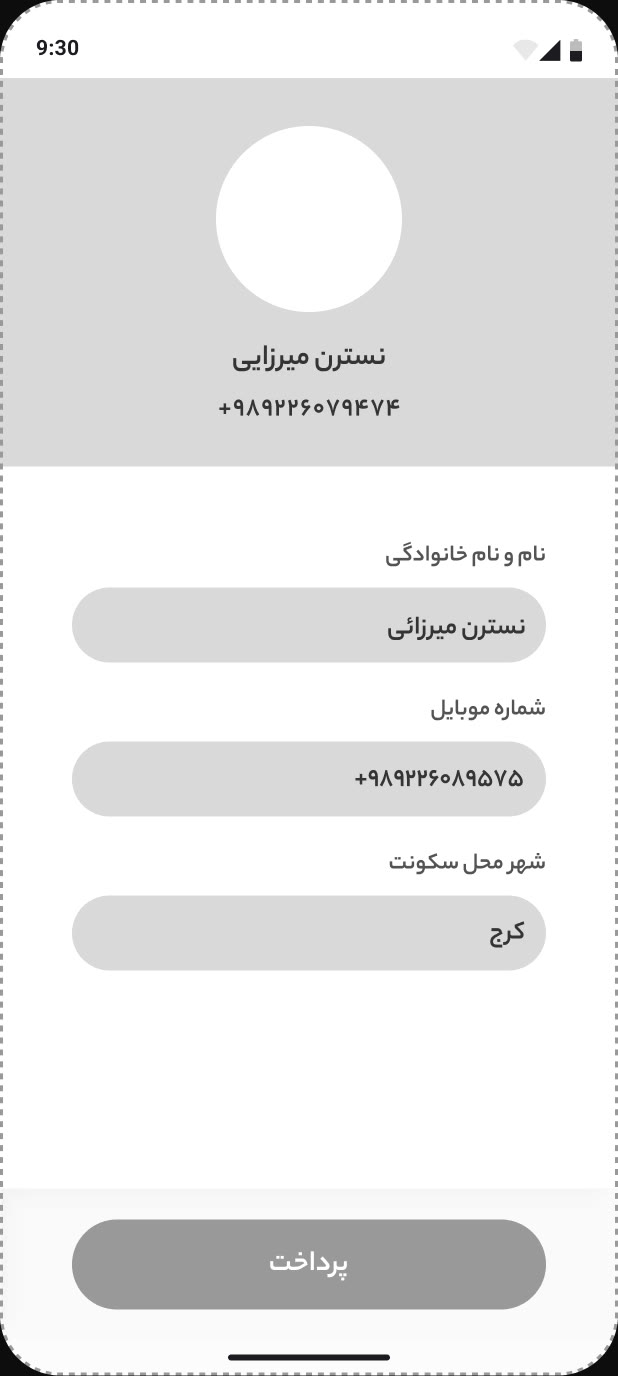 9:30
نسترن میرزایی
+۹۸۹۲۲۶۰۷۹۴۷۴
نام و نام خانوادگی
نسترن میرزائی
شماره موبایل
+۹۸۹۲۲۶۰۸۹۵۷۵
شهر محل سکونت
کرج
پرداخت